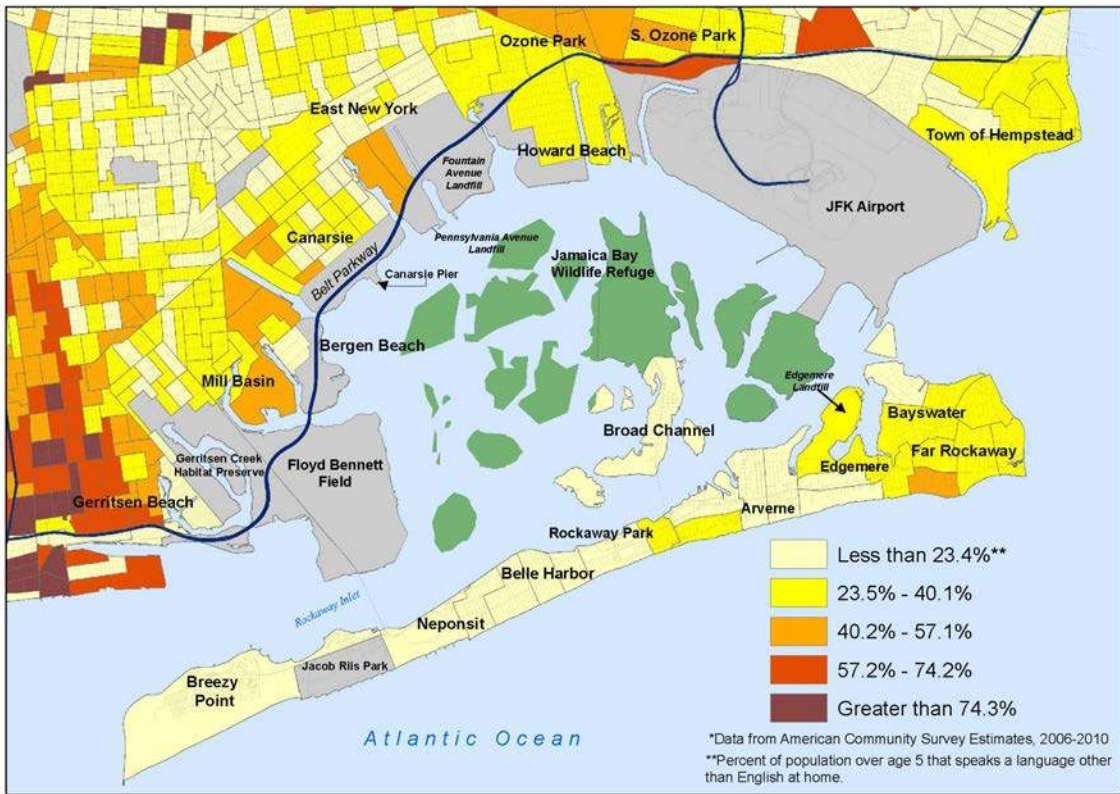 Ozone Park
S. Ozone Park
East New York
Town of Hempstead
Howard Beach
Fountain
Avenue
Landfill
JFK Airport
Canarsie
Pennsylvania Avenue
Landfill
Jamaica Bay
Wildlife Refuge
Belt Parkway
Canarsie Pier
Bergen Beach
Mill Basin
Edgemere
Landfill
Bayswater
Broad Channel
Far Rockaway
Gerritsen Creek
Habitat Preserve
Floyd Bennett
Field
Edgemere
Gerritsen Beach
Arverne
Rockaway Park
Belle Harbor
Rockaway Inlet
Neponsit
Jacob Riis Park
Breezy
Point
Atlantic Ocean
Less than 23.4%**
23.5% - 40.1%
40.2% - 57.1%
57.2% - 74.2%
Greater than 74.3%
*Data from American Community Survey Estimates, 2006-2010
**Percent of population over age 5 that speaks a language other
than English at home.